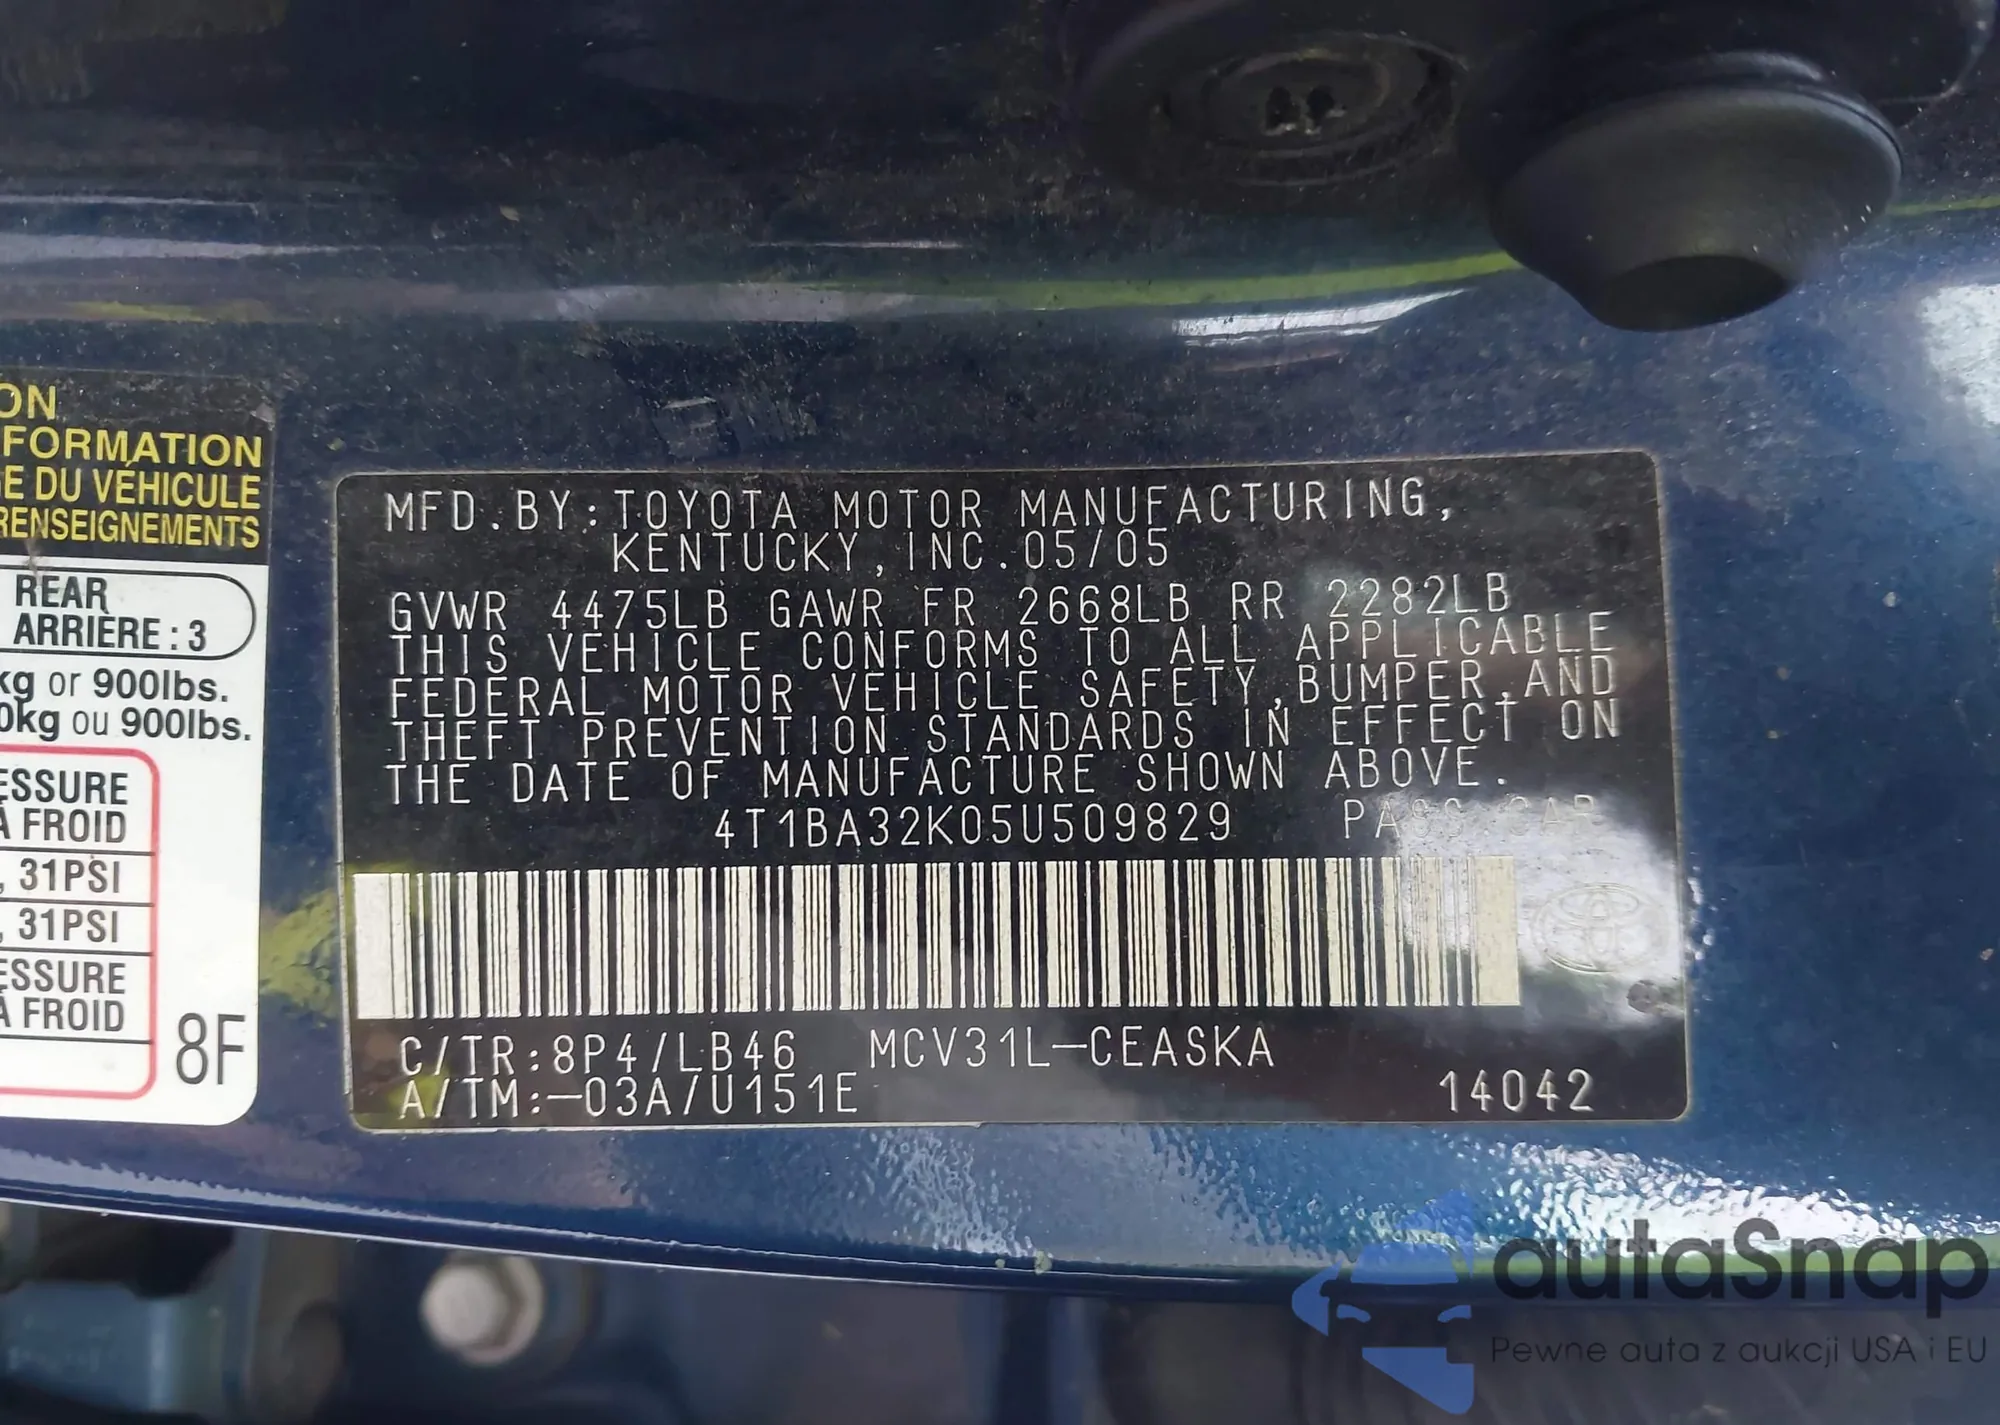 ON
FORMATION
E DU VÉHICULE
RENSEIGNEMENTS
REAR
ARRIÈRE : 3
kg or 900lbs.
0kg ou 900lbs.
ESSURE
À FROID
, 31PSI
, 31PSI
ESSURE
À FROID
8F
MFD.BY:TOYOTA MOTOR MANUFACTURING,
KENTUCKY,INC.05/05
GVWR 4475LB GAWR FR 2668LB RR 2282LB
THIS VEHICLE CONFORMS TO ALL APPLICABLE
FEDERAL MOTOR VEHICLE SAFETY,BUMPER,AND
THEFT PREVENTION STANDARDS IN EFFECT ON
THE DATE OF MANUFACTURE SHOWN ABOVE.
4T1BA32K05U509829 PASS.CAR
C/TR:8P4/LB46 MCV31L-CEASKA
A/TM:-03A/U151E 14042
autaSnap
Pewne auta z aukcji USA i EU